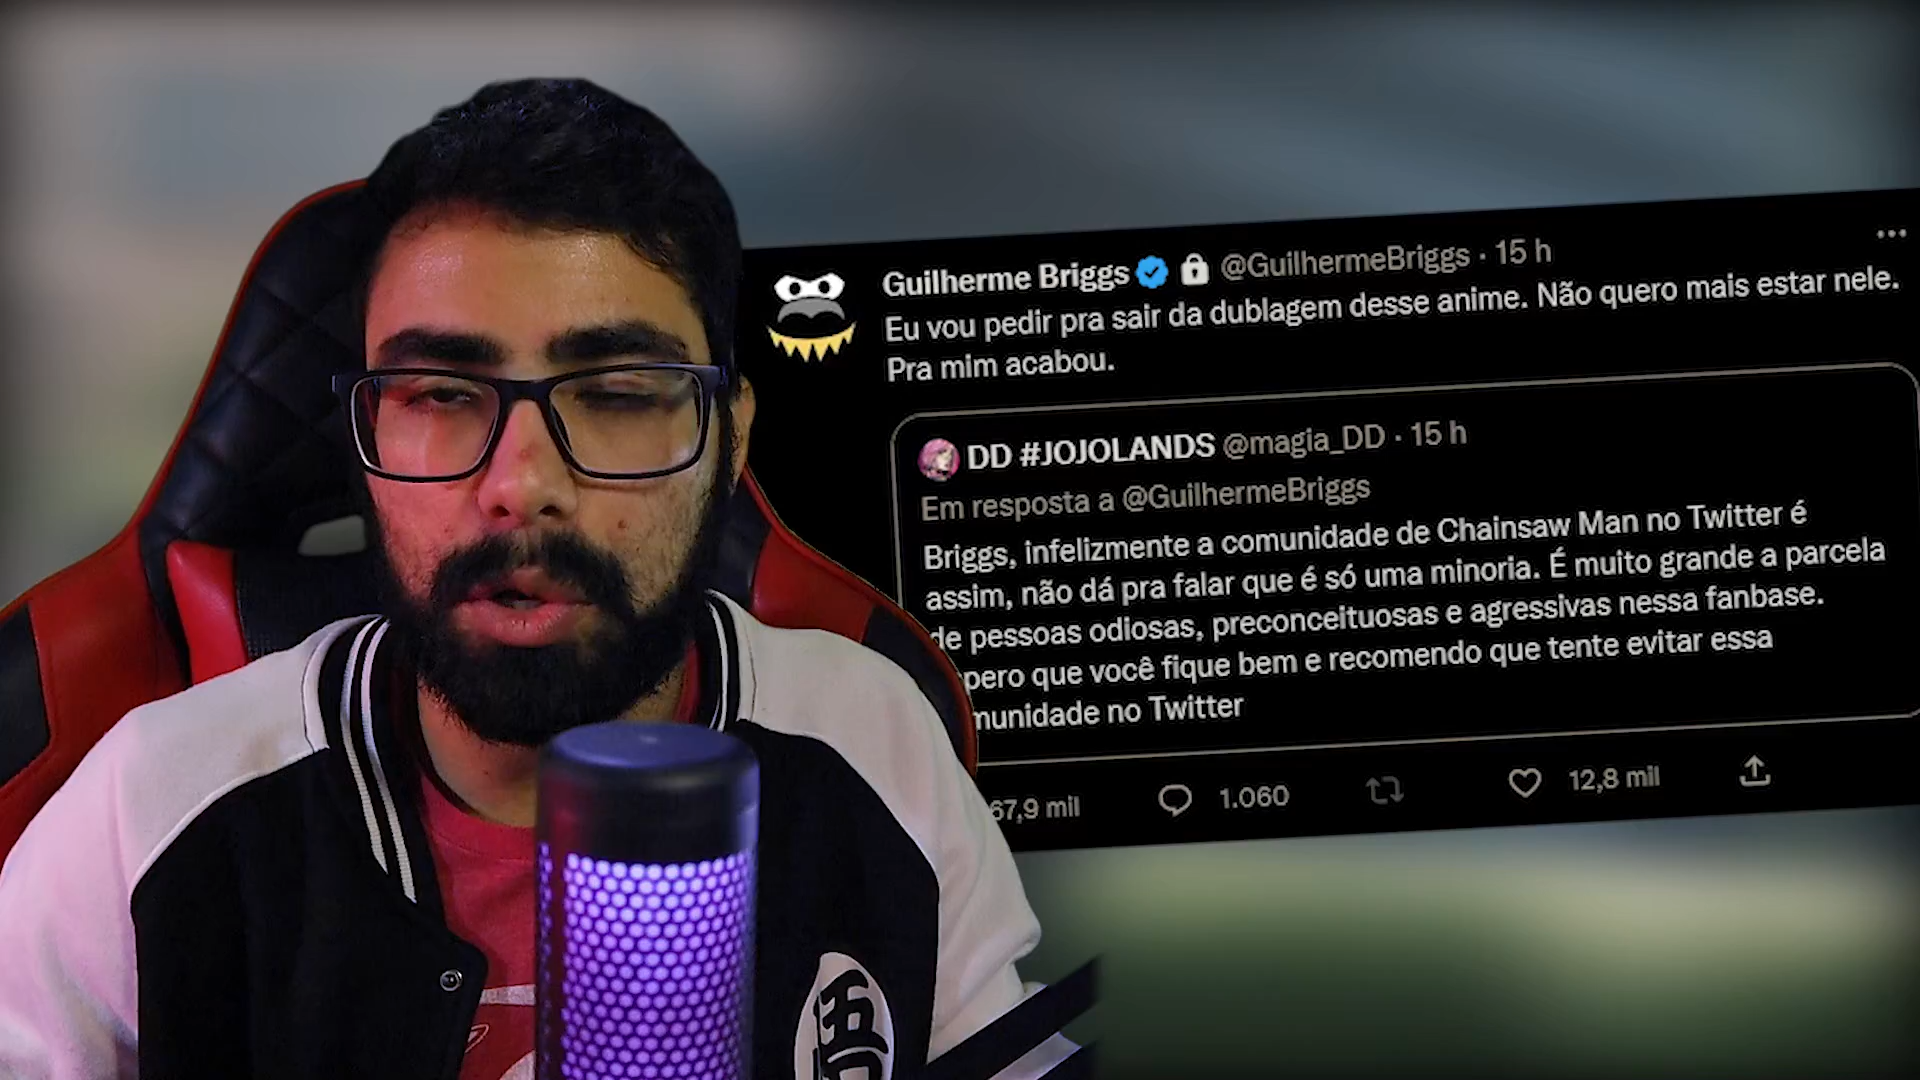 Guilherme Briggs @GuilhermeBriggs · 15 h
Eu vou pedir pra sair da dublagem desse anime. Não quero mais estar nele.
Pra mim acabou.
DD #JOJOLANDS @magia_DD · 15 h
Em resposta a @GuilhermeBriggs
Briggs, infelizmente a comunidade de Chainsaw Man no Twitter é
assim, não dá pra falar que é só uma minoria. É muito grande a parcela
de pessoas odiosas, preconceituosas e agressivas nessa fanbase.
pero que você fique bem e recomendo que tente evitar essa
munidade no Twitter
67,9 mil 1.060 12,8 mil
五